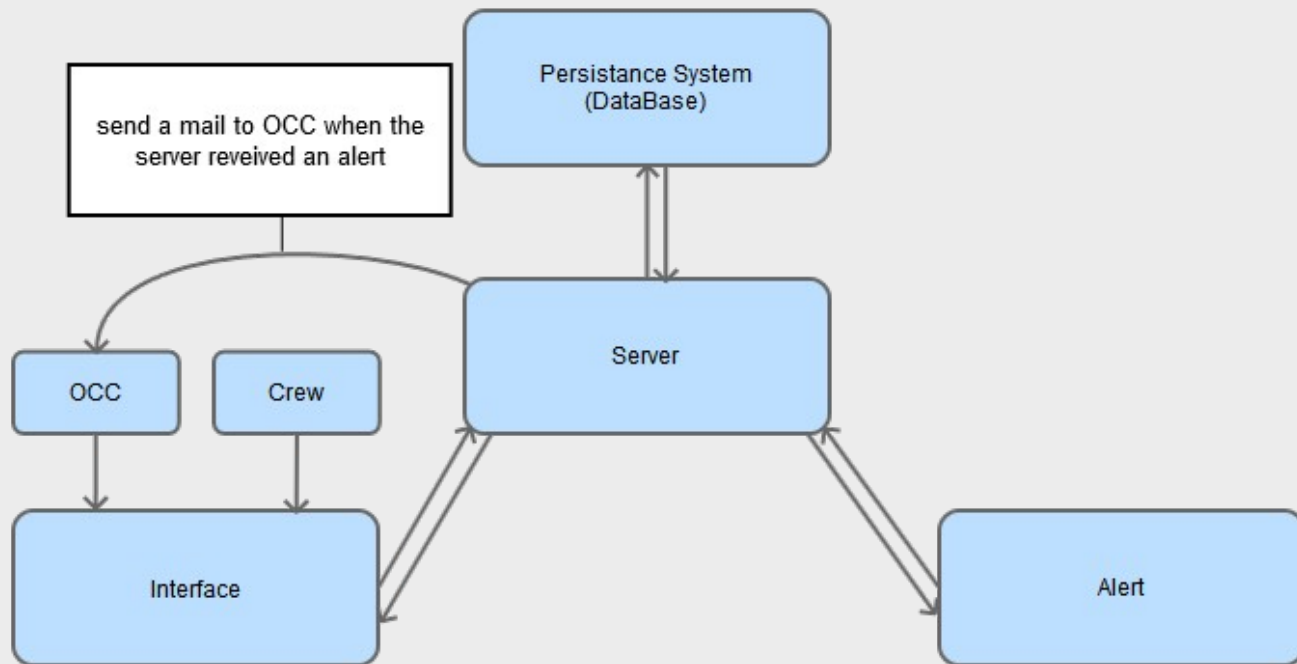 Persistance System
(DataBase)
send a mail to OCC when the
server reveived an alert
Server
OCC
Crew
Interface
Alert